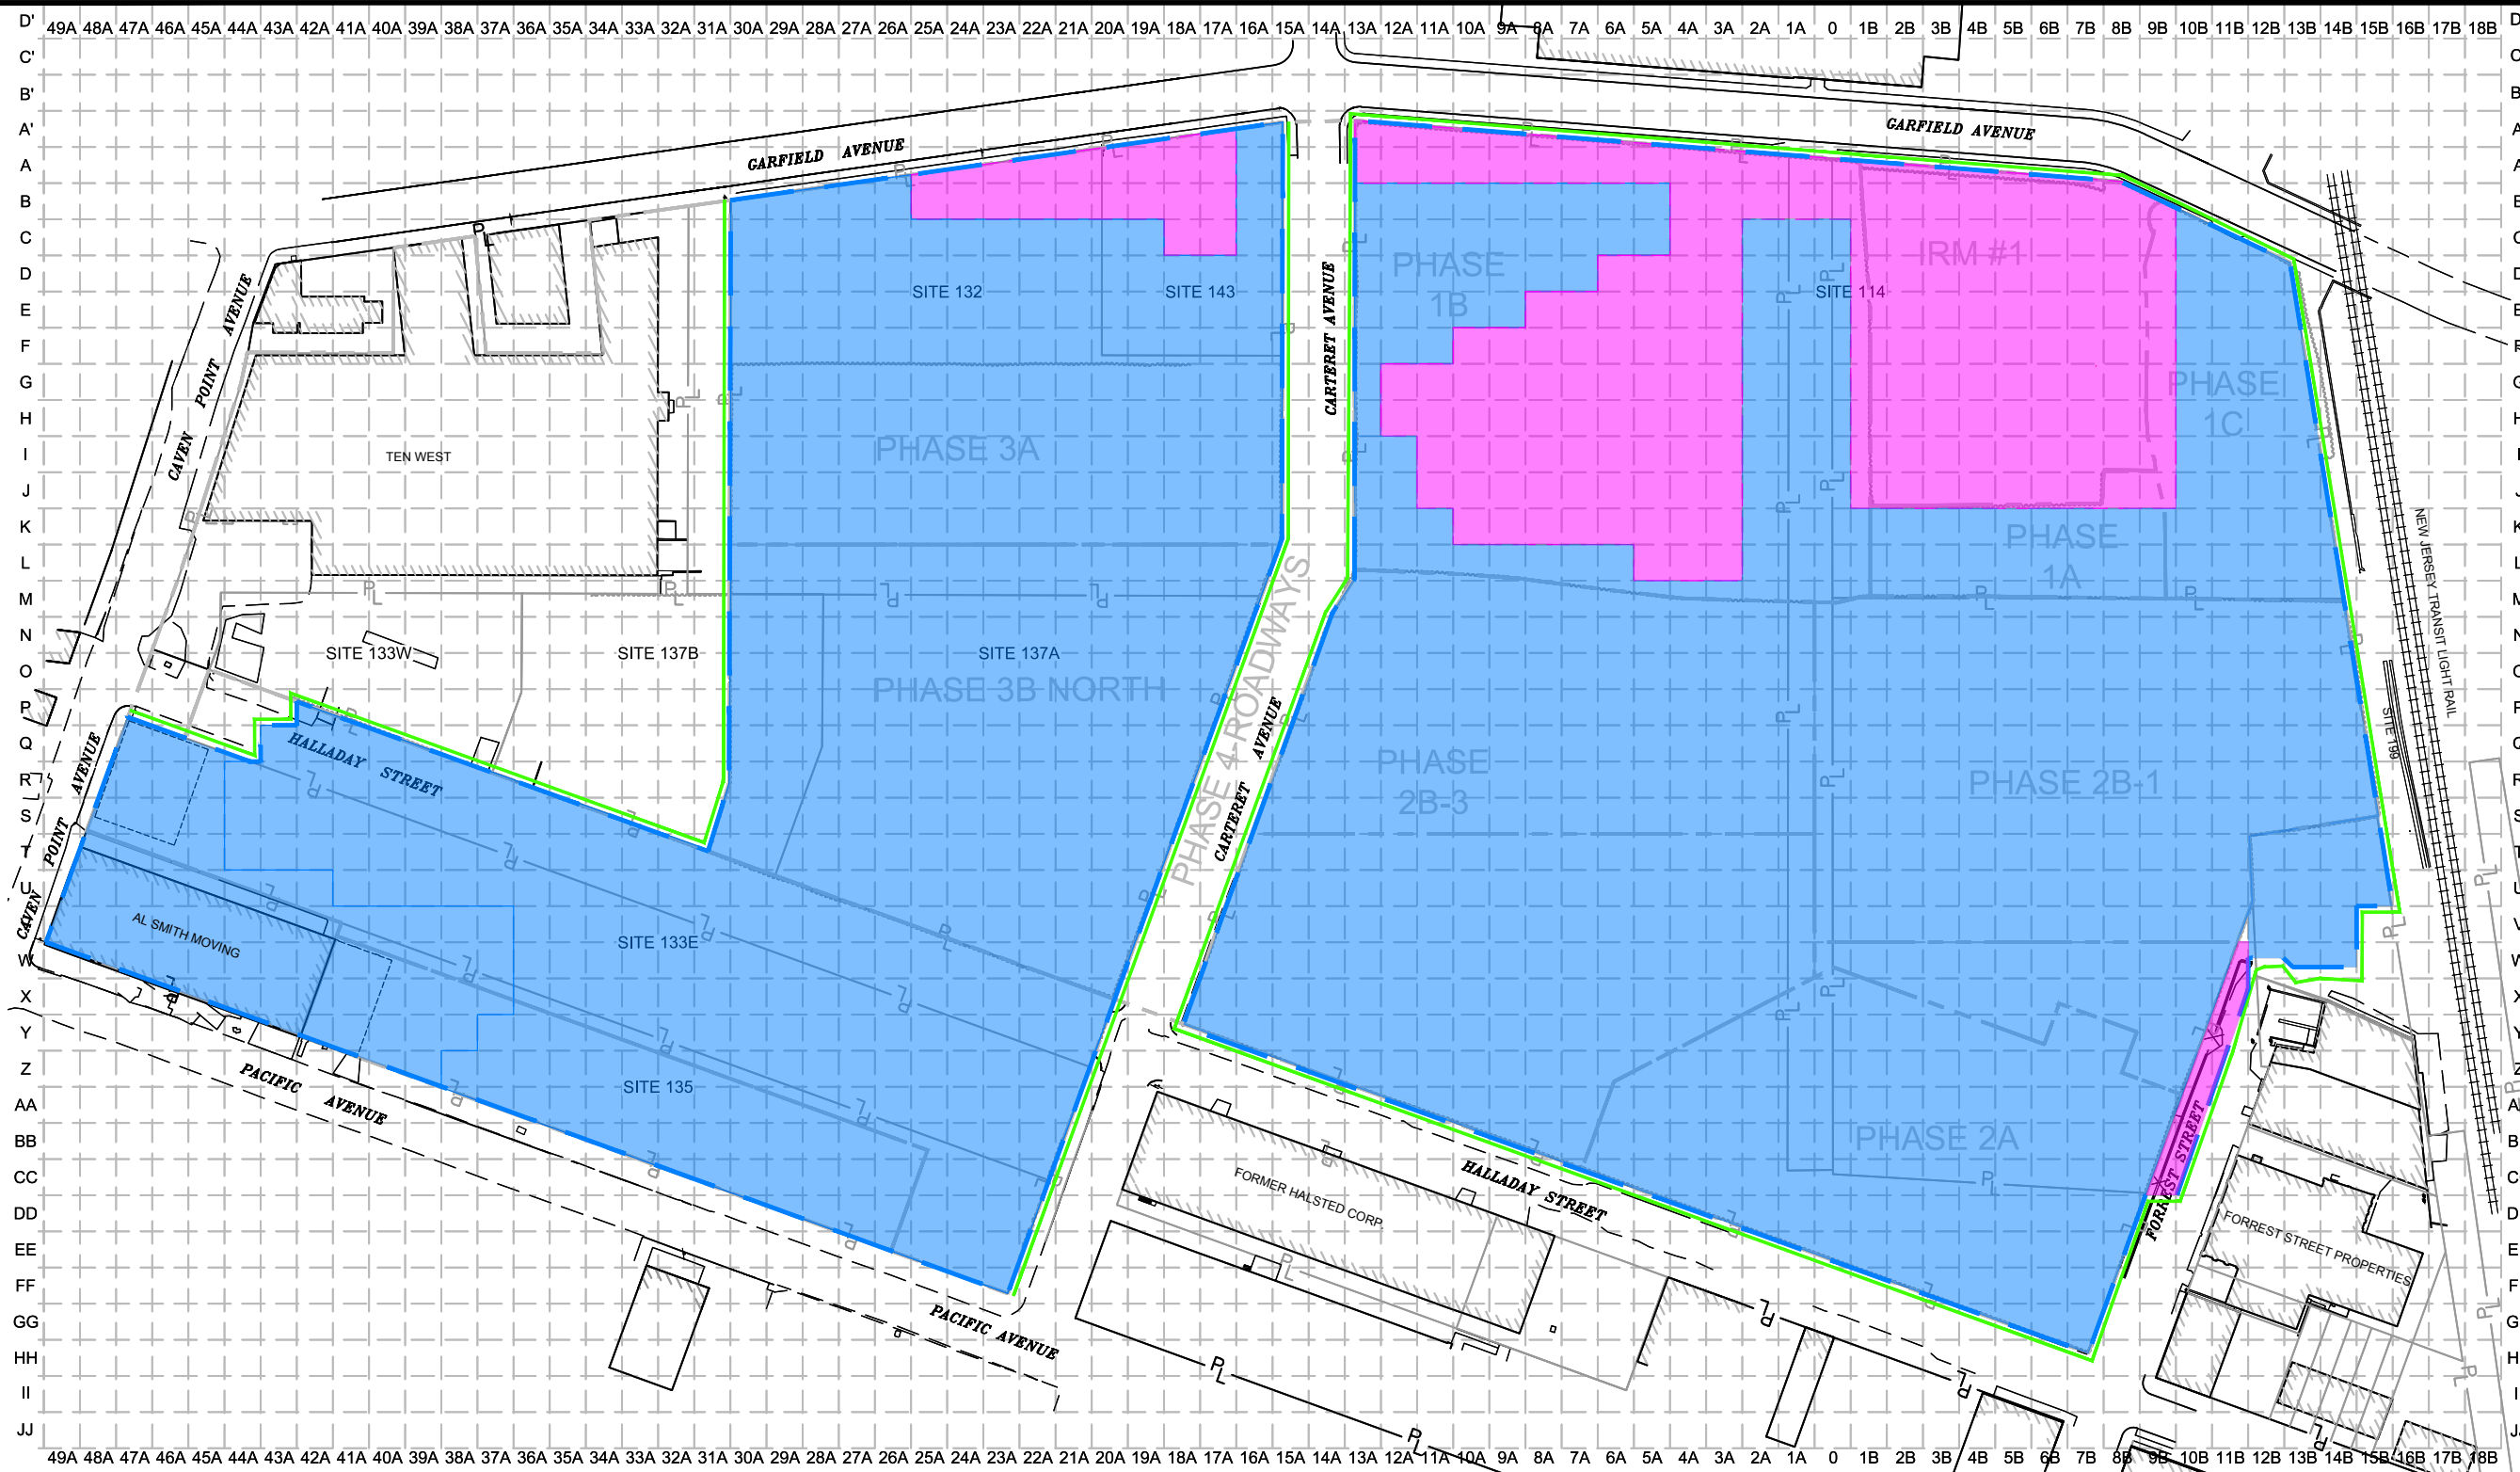 D' 49A 48A 47A 46A 45A 44A 43A 42A 41A 40A 39A 38A 37A 36A 35A 34A 33A 32A 31A 30A 29A 28A 27A 26A 25A 24A 23A 22A 21A 20A 19A 18A 17A 16A 15A 14A 13A 12A 11A 10A 9A 8A 7A 6A 5A 4A 3A 2A 1A 0 1B 2B 3B 4B 5B 6B 7B 8B 9B 10B 11B 12B 13B 14B 15B 16B 17B 18B
C'
B'
A'
A
B
C
D
E
F
G
H
I
J
K
L
M
N
O
P
Q
R
S
T
U
W
X
Y
Z
AA
BB
CC
DD
EE
FF
GG
HH
II
JJ
GARFIELD AVENUE
GARFIELD AVENUE
CAVEN POINT AVENUE
CARTERET AVENUE
PHASE
1B
IRM #1
SITE 132
SITE 143
SITE 114
PHASE
1C
PHASE 3A
TEN WEST
PHASE
1A
NEW JERSEY TRANSIT LIGHT RAIL
SITE 133W
SITE 137B
SITE 137A
PHASE 3B NORTH
PHASE 4-ROADWAYS
CARTERET AVENUE
SITE 199
HALLADAY STREET
CAVEN POINT AVENUE
PHASE
2B-3
PHASE 2B-1
AL SMITH MOVING
SITE 133E
SITE 135
PACIFIC AVENUE
PHASE 2A
FORREST STREET
FORMER HALSTED CORP.
HALLADAY STREET
FORREST STREET PROPERTIES
PACIFIC AVENUE
49A 48A 47A 46A 45A 44A 43A 42A 41A 40A 39A 38A 37A 36A 35A 34A 33A 32A 31A 30A 29A 28A 27A 26A 25A 24A 23A 22A 21A 20A 19A 18A 17A 16A 15A 14A 13A 12A 11A 10A 9A 8A 7A 6A 5A 4A 3A 2A 1A 0 1B 2B 3B 4B 5B 6B 7B 8B 9B 10B 11B 12B 13B 14B 15B 16B 17B 18B